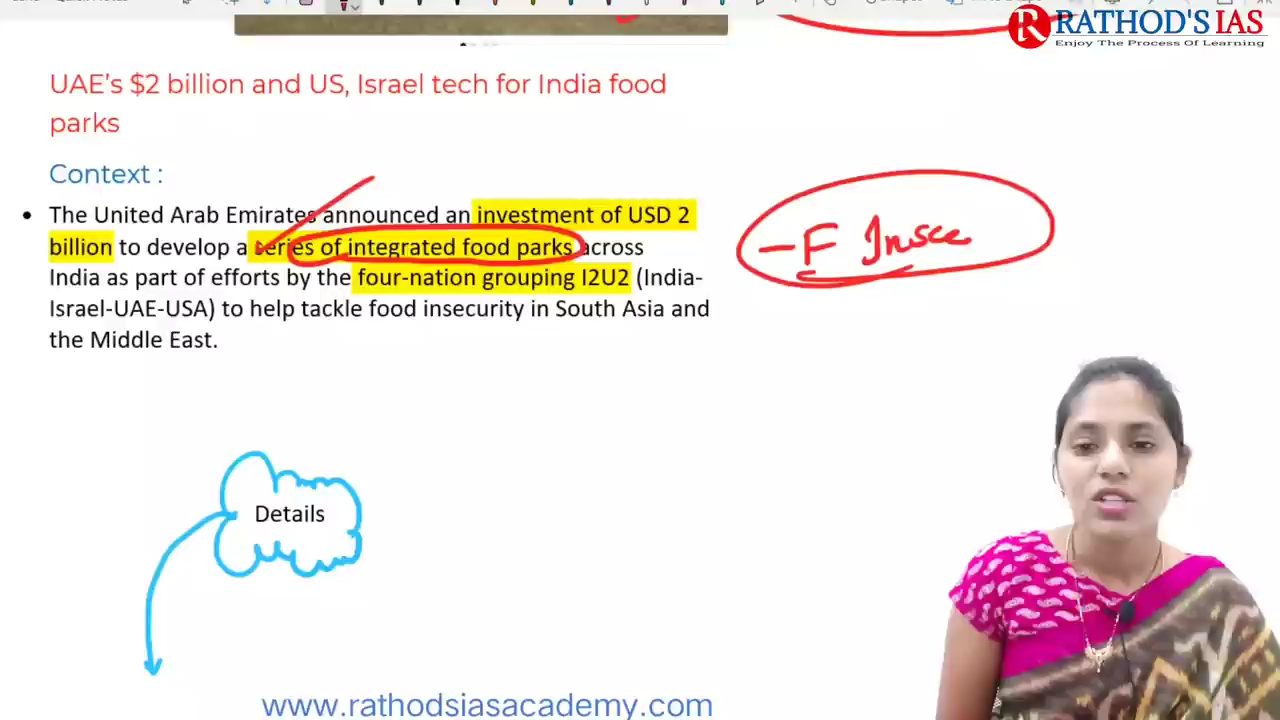 RATHOD'S IAS
Enjoy The Process Of Learning
UAE's $2 billion and US, Israel tech for India food
parks
Context :
• The United Arab Emirates announced an investment of USD 2
billion to develop a series of integrated food parks across
India as part of efforts by the four-nation grouping I2U2 (India-
Israel-UAE-USA) to help tackle food insecurity in South Asia and
the Middle East.
– F Insce
Details
www.rathodsiasacademy.com